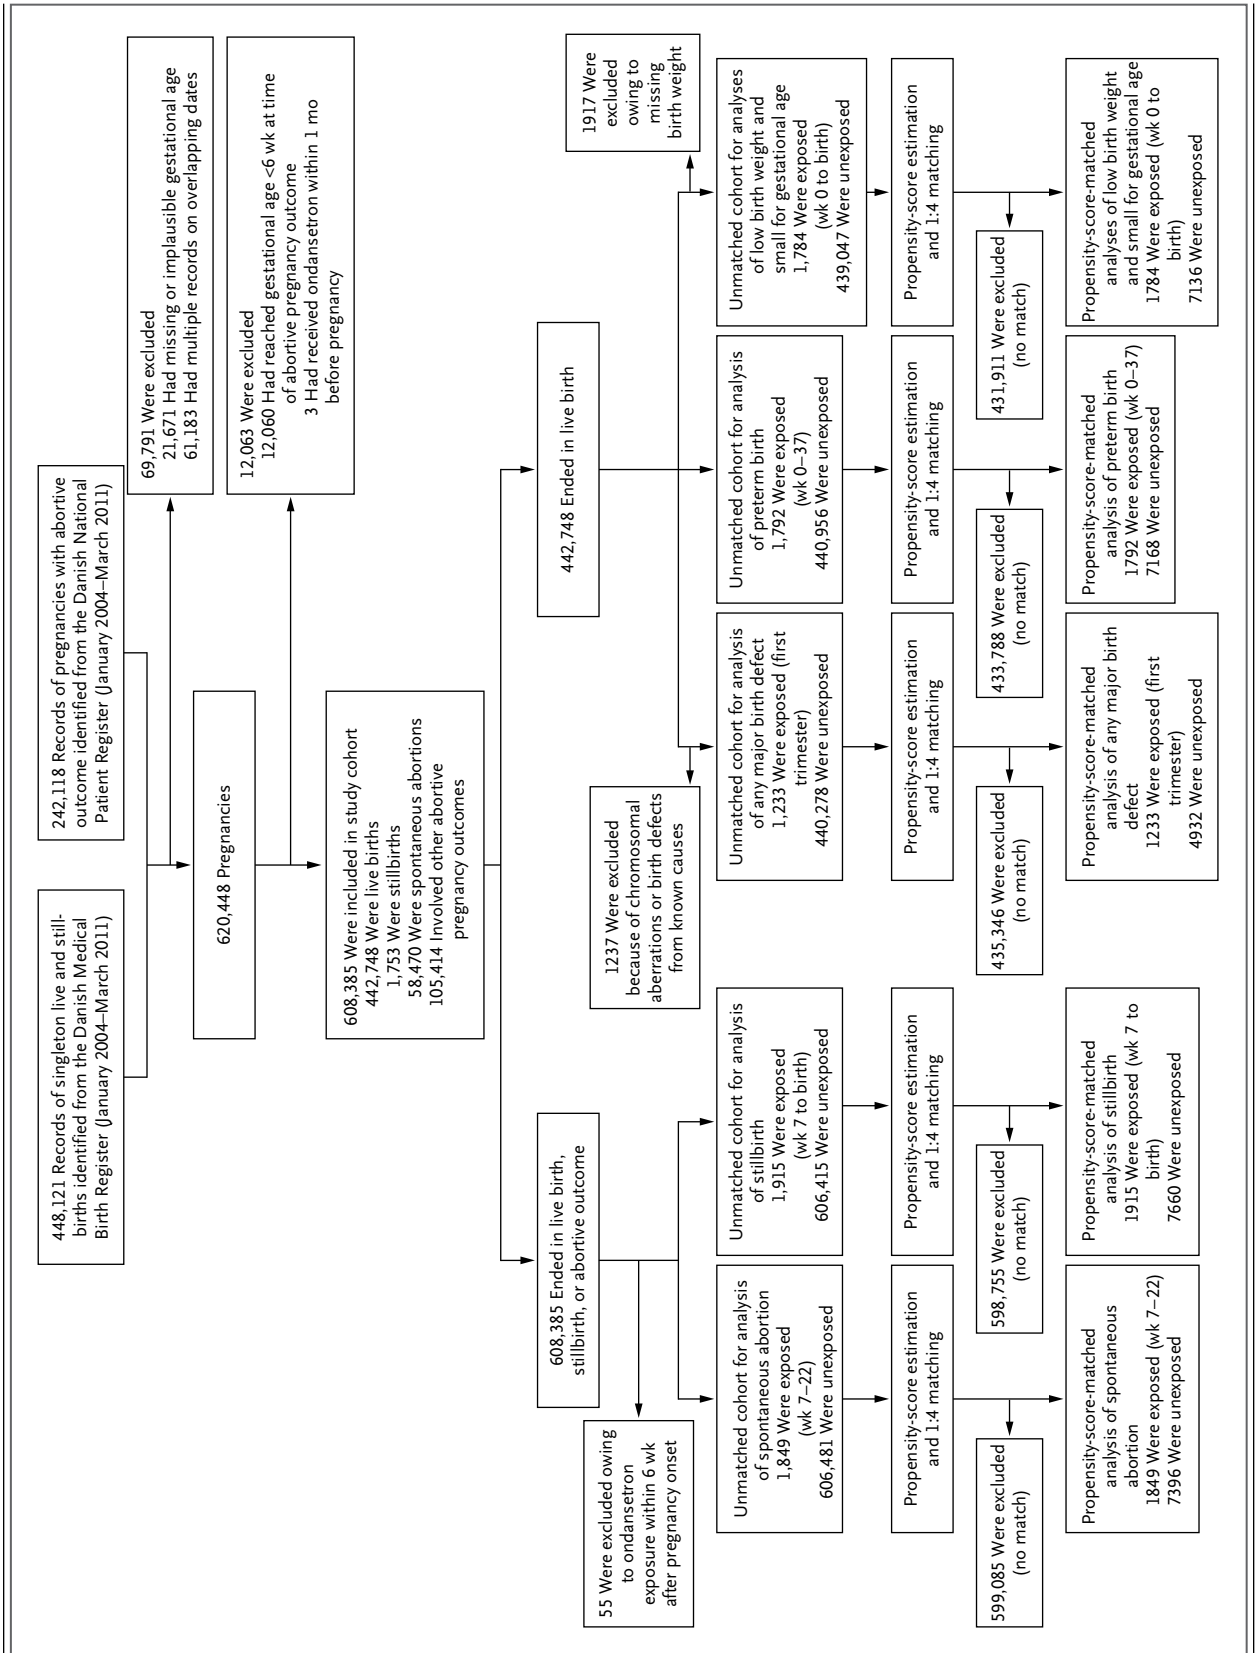 448,121 Records of singleton live and still-
births identified from the Danish Medical
Birth Register (January 2004–March 2011)
242,118 Records of pregnancies with abortive
outcome identified from the Danish National
Patient Register (January 2004–March 2011)
69,791 Were excluded
21,671 Had missing or implausible gestational age
61,183 Had multiple records on overlapping dates
620,448 Pregnancies
12,063 Were excluded
12,060 Had reached gestational age <6 wk at time
of abortive pregnancy outcome
3 Had received ondansetron within 1 mo
before pregnancy
608,385 Were included in study cohort
442,748 Were live births
1,753 Were stillbirths
58,470 Were spontaneous abortions
105,414 Involved other abortive
pregnancy outcomes
608,385 Ended in live birth,
stillbirth, or abortive outcome
442,748 Ended in live birth
55 Were excluded owing
to ondansetron
exposure within 6 wk
after pregnancy onset
1237 Were excluded
because of chromosomal
aberrations or birth defects
from known causes
1917 Were
excluded
owing to
missing
birth weight
Unmatched cohort for analysis
of spontaneous abortion
1,849 Were exposed
(wk 7–22)
606,481 Were unexposed
Unmatched cohort for analysis
of stillbirth
1,915 Were exposed
(wk 7 to birth)
606,415 Were unexposed
Unmatched cohort for analysis
of any major birth defect
1,233 Were exposed (first
trimester)
440,278 Were unexposed
Unmatched cohort for analysis
of preterm birth
1,792 Were exposed
(wk 0–37)
440,956 Were unexposed
Unmatched cohort for analyses
of low birth weight and
small for gestational age
1,784 Were exposed
(wk 0 to birth)
439,047 Were unexposed
Propensity-score estimation
and 1:4 matching
Propensity-score estimation
and 1:4 matching
Propensity-score estimation
and 1:4 matching
Propensity-score estimation
and 1:4 matching
Propensity-score estimation
and 1:4 matching
599,085 Were excluded
(no match)
598,755 Were excluded
(no match)
435,346 Were excluded
(no match)
433,788 Were excluded
(no match)
431,911 Were excluded
(no match)
Propensity-score-matched
analysis of spontaneous
abortion
1849 Were exposed (wk 7–22)
7396 Were unexposed
Propensity-score-matched
analysis of stillbirth
1915 Were exposed (wk 7 to
birth)
7660 Were unexposed
Propensity-score-matched
analysis of any major birth
defect
1233 Were exposed (first
trimester)
4932 Were unexposed
Propensity-score-matched
analysis of preterm birth
1792 Were exposed (wk 0–37)
7168 Were unexposed
Propensity-score-matched
analyses of low birth weight
and small for gestational age
1784 Were exposed (wk 0 to
birth)
7136 Were unexposed